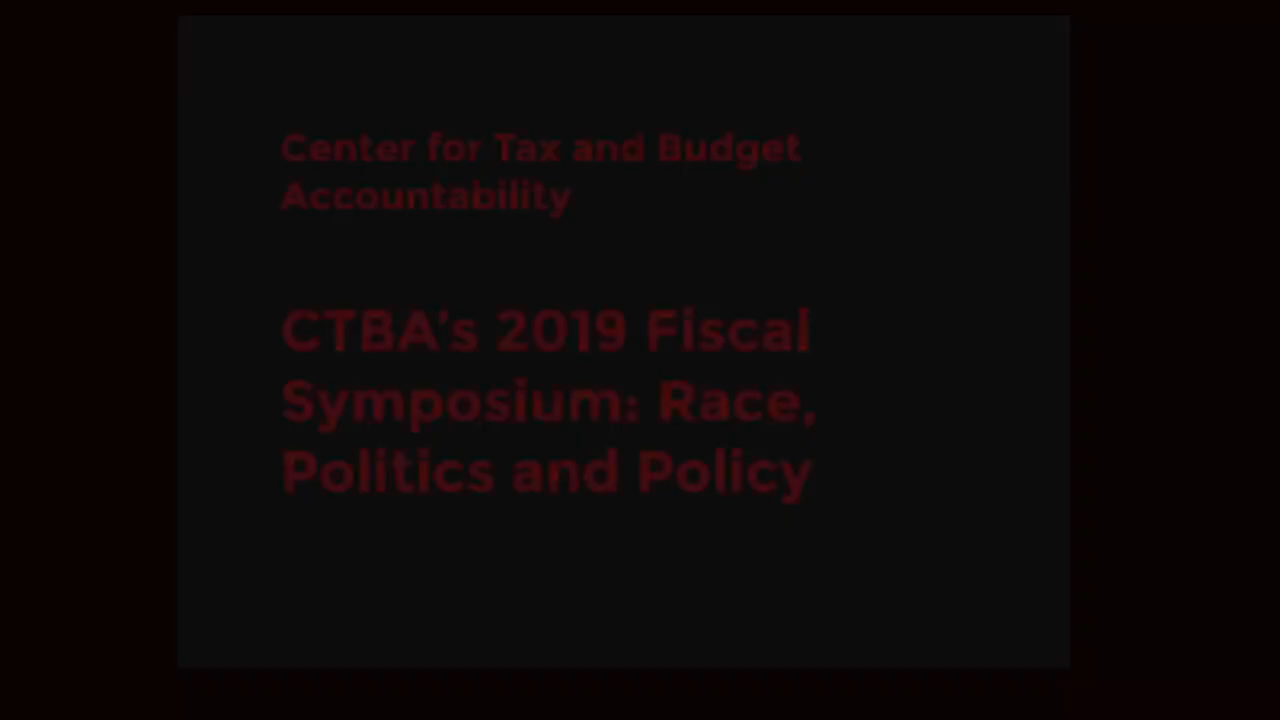 Center for Tax and Budget
Accountability
CTBA's 2019 Fiscal
Symposium: Race,
Politics and Policy